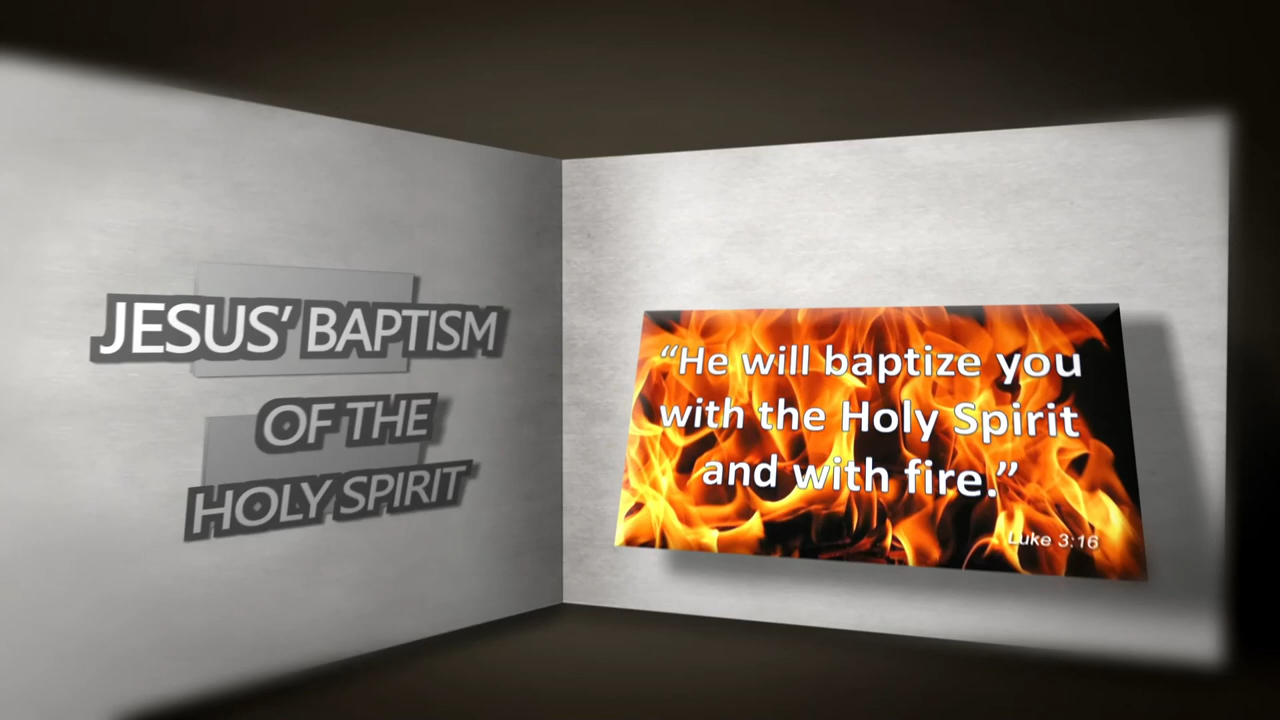 JESUS’ BAPTISM
OF THE
HOLY SPIRIT
“He will baptize you
with the Holy Spirit
and with fire.”
Luke 3:16